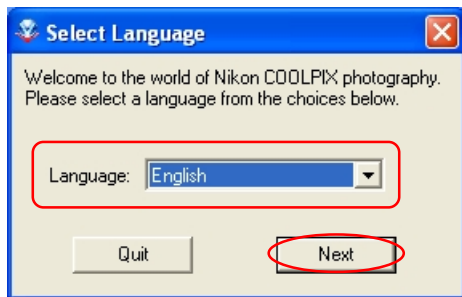 Select Language
Welcome to the world of Nikon COOLPIX photography.
Please select a language from the choices below.
Language: English
Quit Next